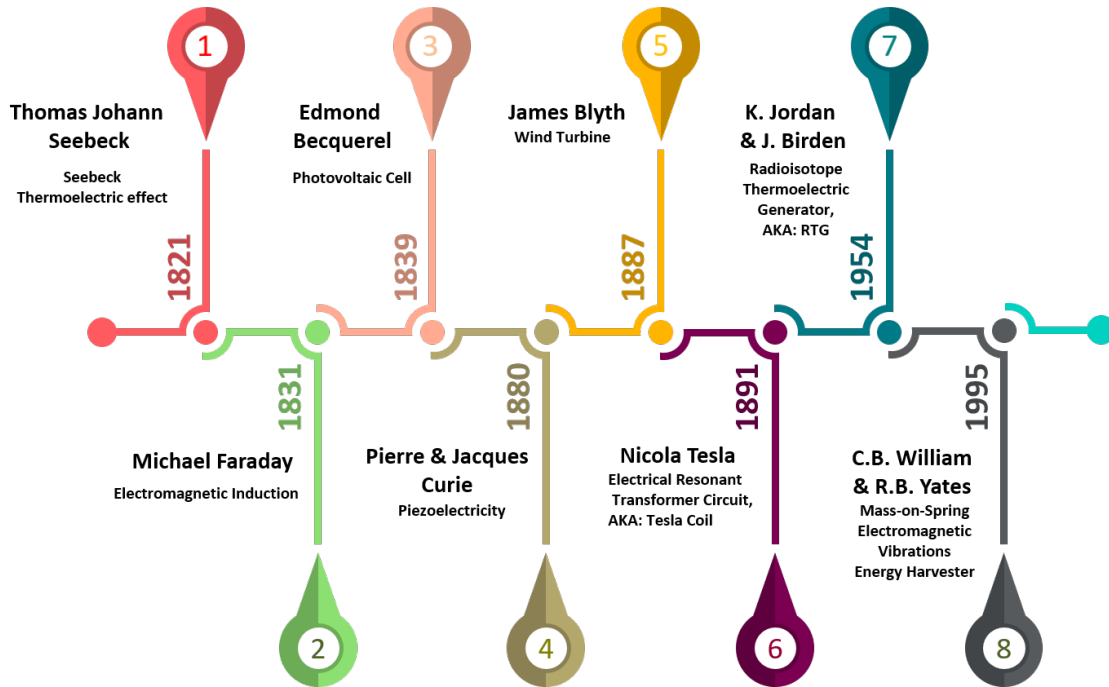 1
Thomas Johann
Seebeck
Seebeck
Thermoelectric effect
1821
2
Michael Faraday
Electromagnetic Induction
1831
3
Edmond
Becquerel
Photovoltaic Cell
1839
4
Pierre & Jacques
Curie
Piezoelectricity
1880
5
James Blyth
Wind Turbine
1887
6
Nicola Tesla
Electrical Resonant
Transformer Circuit,
AKA: Tesla Coil
1891
7
K. Jordan
& J. Birden
Radioisotope
Thermoelectric
Generator,
AKA: RTG
1954
8
C.B. William
& R.B. Yates
Mass-on-Spring
Electromagnetic
Vibrations
Energy Harvester
1995